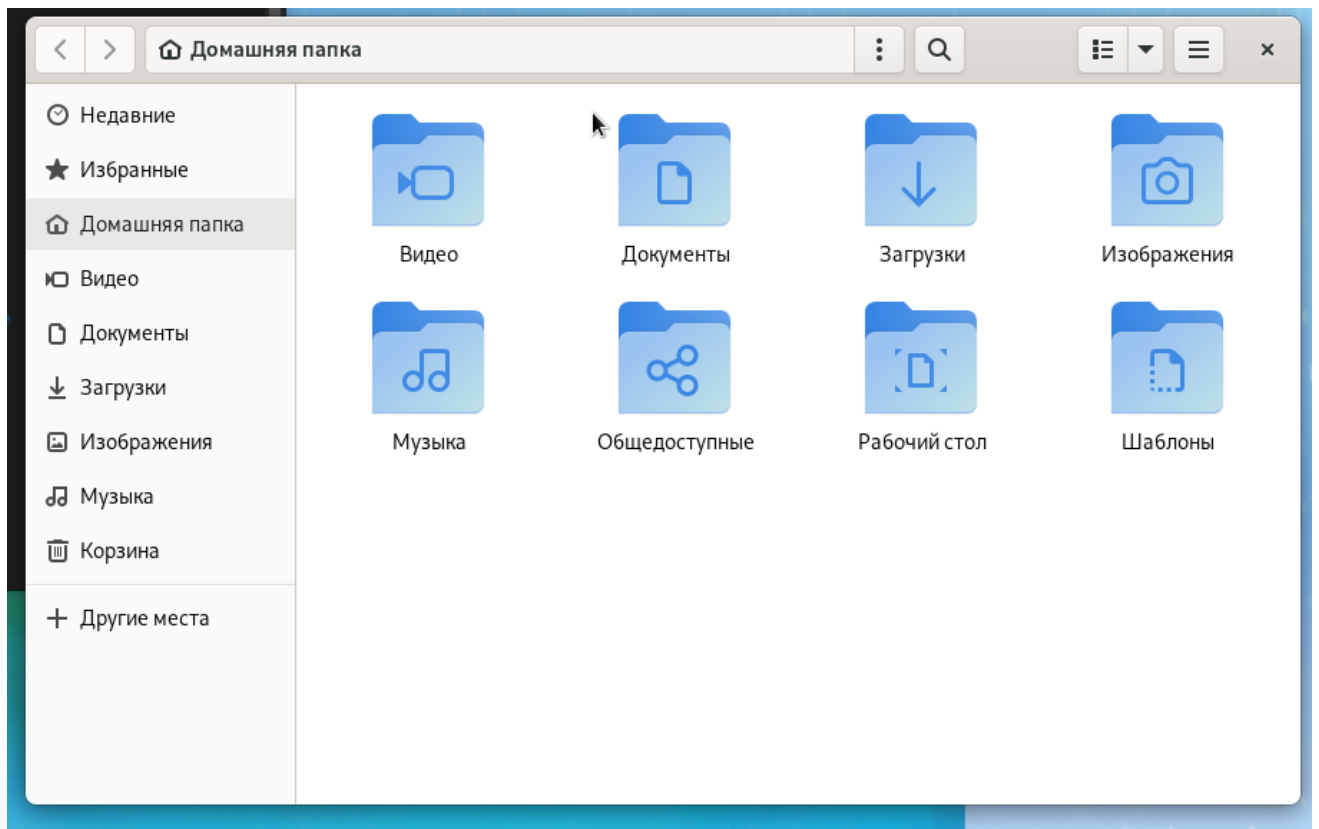 Домашняя папка
Недавние
Избранные
Домашняя папка
Видео
Документы
Загрузки
Изображения
Музыка
Корзина
Другие места
Видео
Документы
Загрузки
Изображения
Музыка
Общедоступные
Рабочий стол
Шаблоны